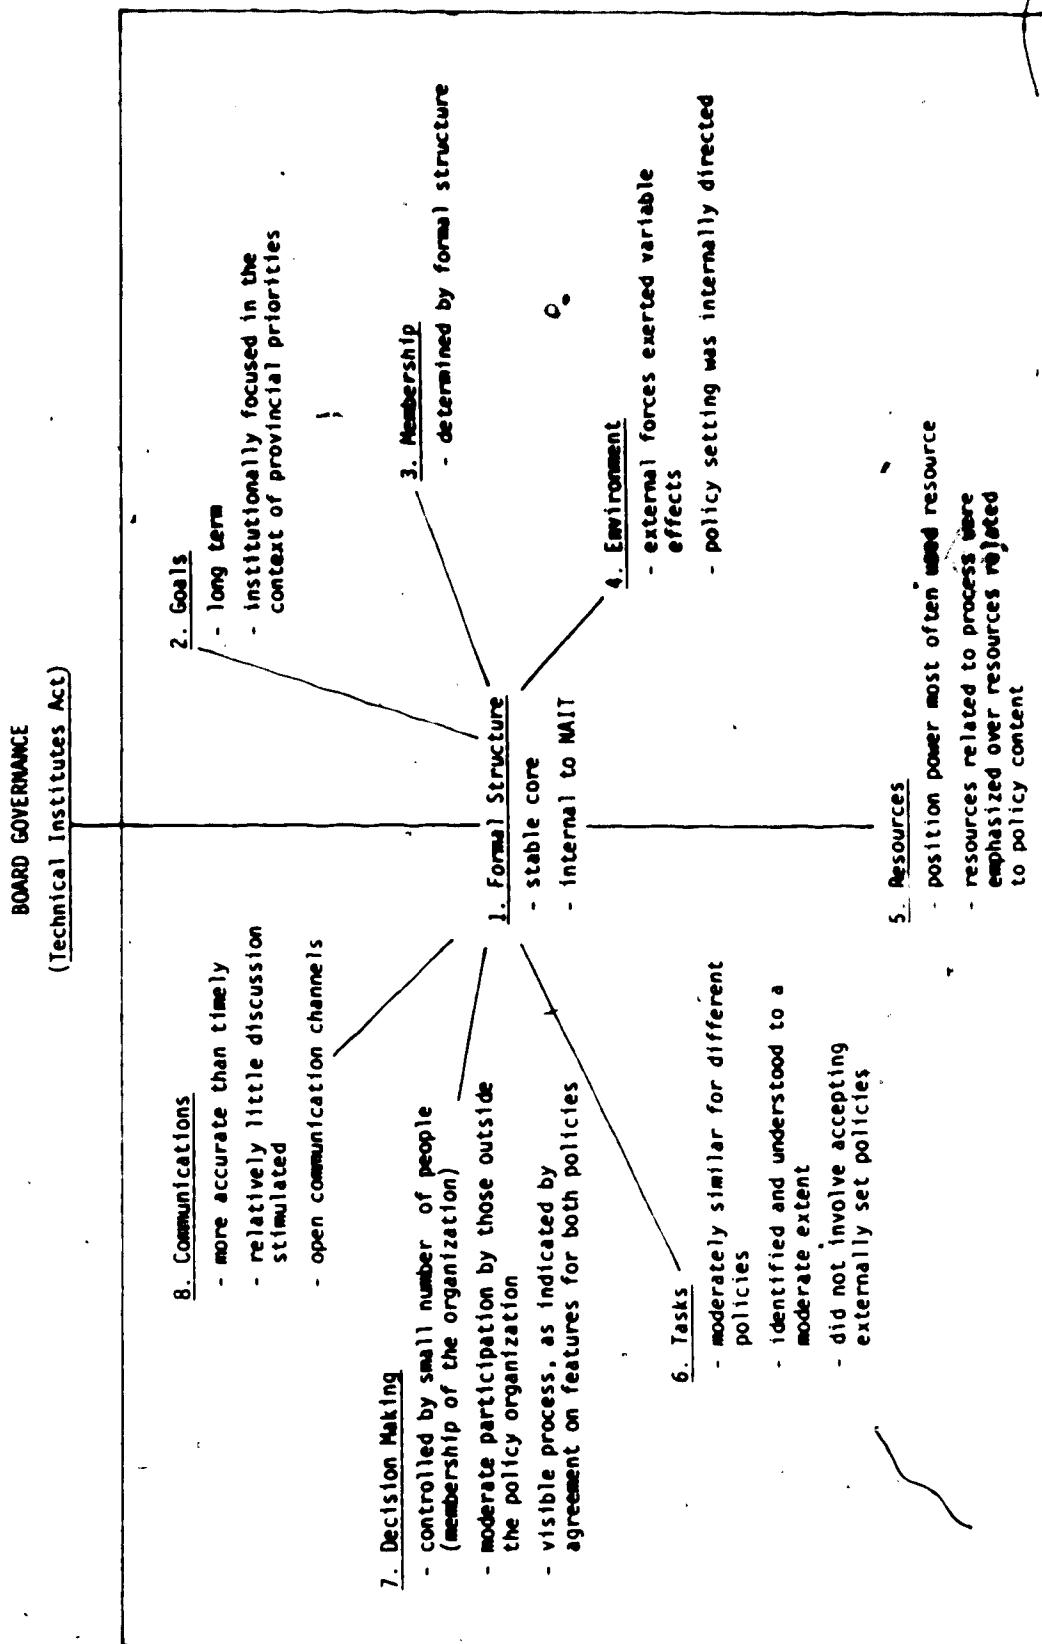 BOARD GOVERNANCE
(Technical Institutes Act)
1. Formal Structure
- stable core
- internal to NAIT
2. Goals
- long term
- institutionally focused in the
context of provincial priorities
3. Membership
- determined by formal structure
4. Environment
- external forces exerted variable
effects
- policy setting was internally directed
5. Resources
- position power most often used resource
- resources related to process were
emphasized over resources related
to policy content
6. Tasks
- moderately similar for different
policies
- identified and understood to a
moderate extent
- did not involve accepting
externally set policies
7. Decision Making
- controlled by small number of people
(membership of the organization)
- moderate participation by those outside
the policy organization
- visible process, as indicated by
agreement on features for both policies
8. Communications
- more accurate than timely
- relatively little discussion
stimulated
- open communication channels